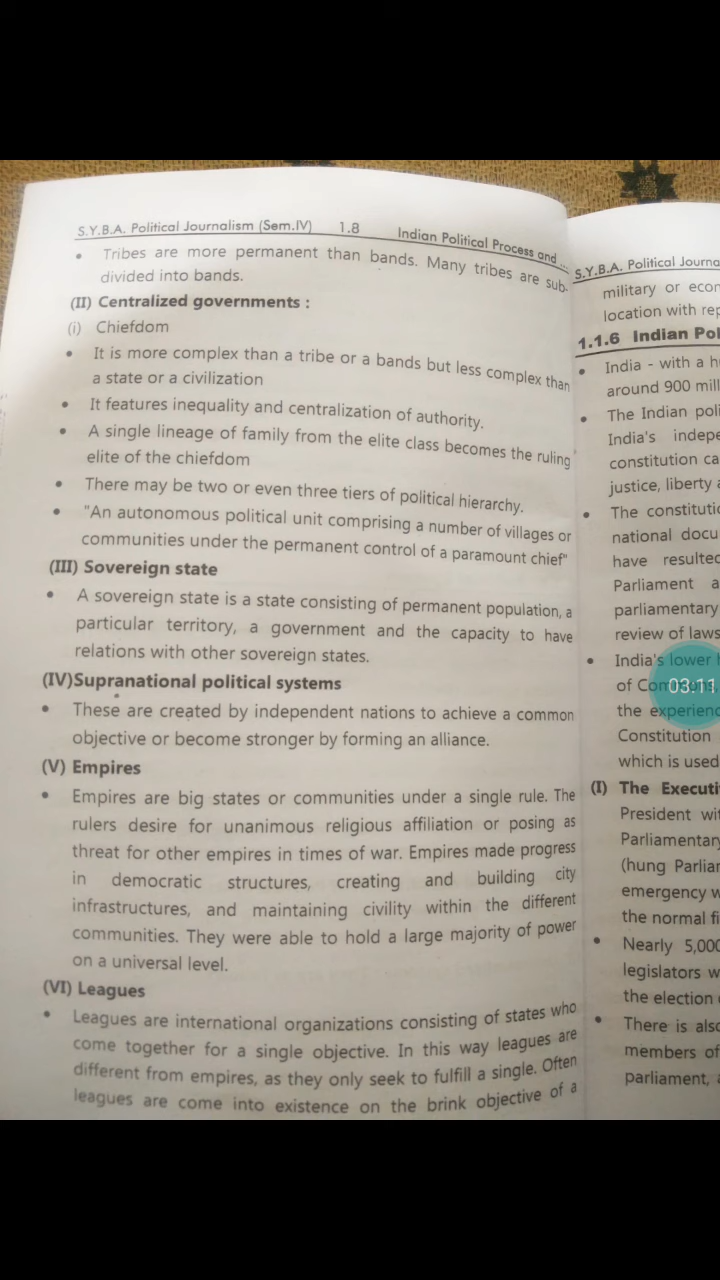 S.Y.B.A. Political Journalism (Sem.IV) 1.8 Indian Political Process and ...
• Tribes are more permanent than bands. Many tribes are sub-
divided into bands.
(II) Centralized governments :
(i) Chiefdom
• It is more complex than a tribe or a bands but less complex than
a state or a civilization
• It features inequality and centralization of authority.
• A single lineage of family from the elite class becomes the ruling
elite of the chiefdom
• There may be two or even three tiers of political hierarchy.
• "An autonomous political unit comprising a number of villages or
communities under the permanent control of a paramount chief"
(III) Sovereign state
• A sovereign state is a state consisting of permanent population, a
particular territory, a government and the capacity to have
relations with other sovereign states.
(IV)Supranational political systems
• These are created by independent nations to achieve a common
objective or become stronger by forming an alliance.
(V) Empires
• Empires are big states or communities under a single rule. The
rulers desire for unanimous religious affiliation or posing as
threat for other empires in times of war. Empires made progress
in democratic structures, creating and building city
infrastructures, and maintaining civility within the different
communities. They were able to hold a large majority of power
on a universal level.
(VI) Leagues
• Leagues are international organizations consisting of states who
come together for a single objective. In this way leagues are
different from empires, as they only seek to fulfill a single. Often
leagues are come into existence on the brink objective of a
S.Y.B.A. Political Journa
military or econ
location with rep
1.1.6 Indian Pol
• India - with a h
around 900 mill
• The Indian poli
India's indepe
constitution ca
justice, liberty a
• The constitutio
national docu
have resulted
Parliament a
parliamentary
review of laws
• India's lower h
of Commons,
03:11
the experienc
Constitution
which is used
(I) The Executi
President wit
Parliamentary
(hung Parliar
emergency w
the normal fi
• Nearly 5,000
legislators w
the election
• There is also
members of
parliament, a